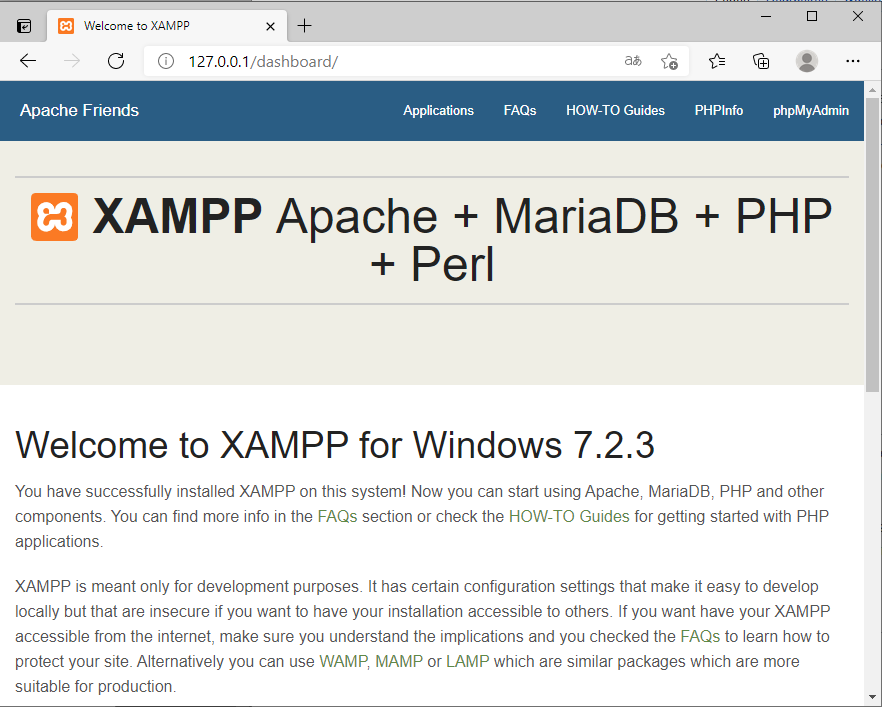 Welcome to XAMPP
127.0.0.1/dashboard/
aあ
Apache Friends
Applications
FAQs
HOW-TO Guides
PHPInfo
phpMyAdmin
XAMPP Apache + MariaDB + PHP
+ Perl
Welcome to XAMPP for Windows 7.2.3
You have successfully installed XAMPP on this system! Now you can start using Apache, MariaDB, PHP and other
components. You can find more info in the FAQs section or check the HOW-TO Guides for getting started with PHP
applications.
XAMPP is meant only for development purposes. It has certain configuration settings that make it easy to develop
locally but that are insecure if you want to have your installation accessible to others. If you want have your XAMPP
accessible from the internet, make sure you understand the implications and you checked the FAQs to learn how to
protect your site. Alternatively you can use WAMP, MAMP or LAMP which are similar packages which are more
suitable for production.